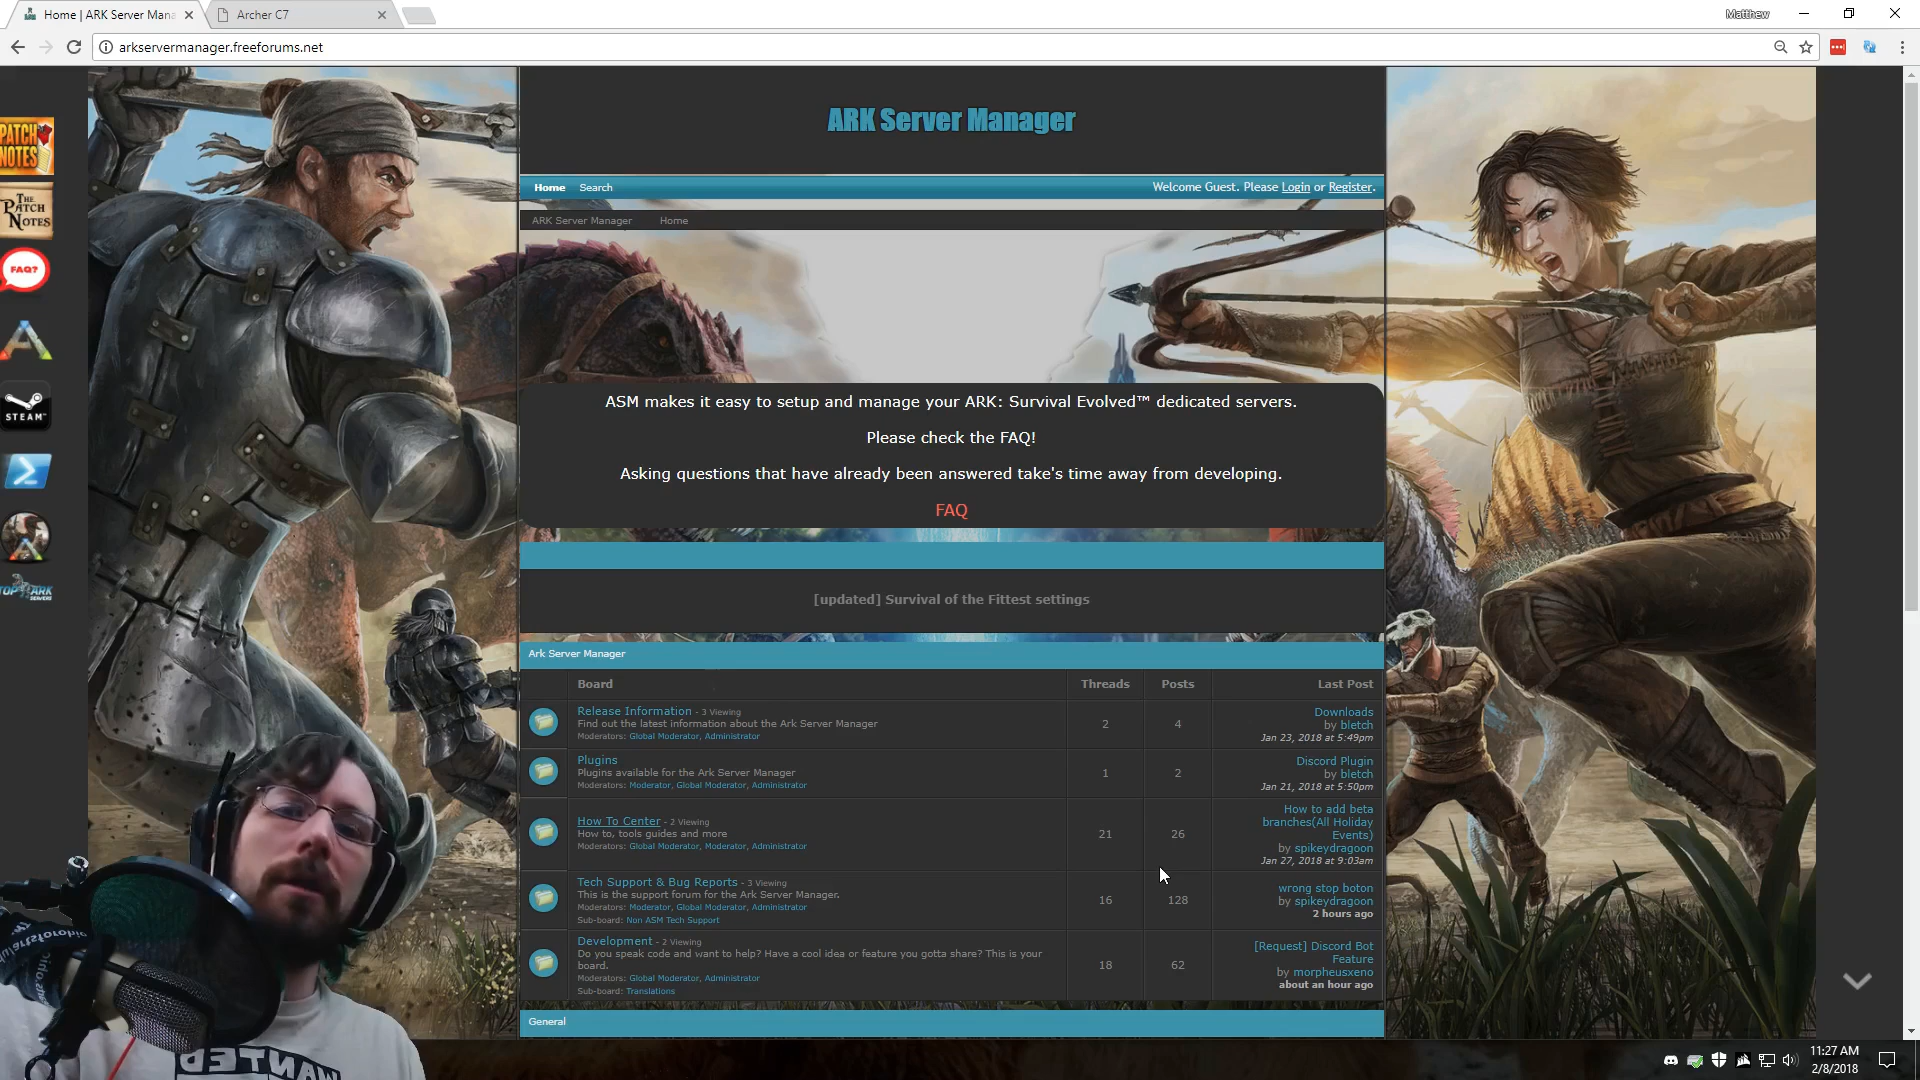 Home | ARK Server Mana
Archer C7
Matthew
arkservermanager.freeforums.net
PATCH
NOTES
THE
PATCH
NOTES
FAQ?
STEAM
TOP ARK
SERVERS
ARK Server Manager
Home Search
Welcome Guest. Please Login or Register.
ARK Server Manager Home
ASM makes it easy to setup and manage your ARK: Survival Evolved™ dedicated servers.
Please check the FAQ!
Asking questions that have already been answered take's time away from developing.
FAQ
[updated] Survival of the Fittest settings
Ark Server Manager
Board Threads Posts Last Post
Release Information - 3 Viewing
Find out the latest information about the Ark Server Manager
Moderators: Global Moderator, Administrator
2
4
Downloads
by bletch
Jan 23, 2018 at 5:49pm
Plugins
Plugins available for the Ark Server Manager
Moderators: Moderator, Global Moderator, Administrator
1
2
Discord Plugin
by bletch
Jan 21, 2018 at 5:50pm
How To Center - 2 Viewing
How to, tools guides and more
Moderators: Global Moderator, Moderator, Administrator
21
26
How to add beta
branches(All Holiday
Events)
by spikeydragoon
Jan 27, 2018 at 9:03am
Tech Support & Bug Reports - 3 Viewing
This is the support forum for the Ark Server Manager.
Moderators: Moderator, Global Moderator, Administrator
Sub-board: Non ASM Tech Support
16
128
wrong stop boton
by spikeydragoon
2 hours ago
Development - 2 Viewing
Do you speak code and want to help? Have a cool idea or feature you gotta share? This is your
board.
Moderators: Global Moderator, Administrator
Sub-board: Translations
18
62
[Request] Discord Bot
Feature
by morpheusxeno
about an hour ago
General
WANTED
11:27 AM
2/8/2018